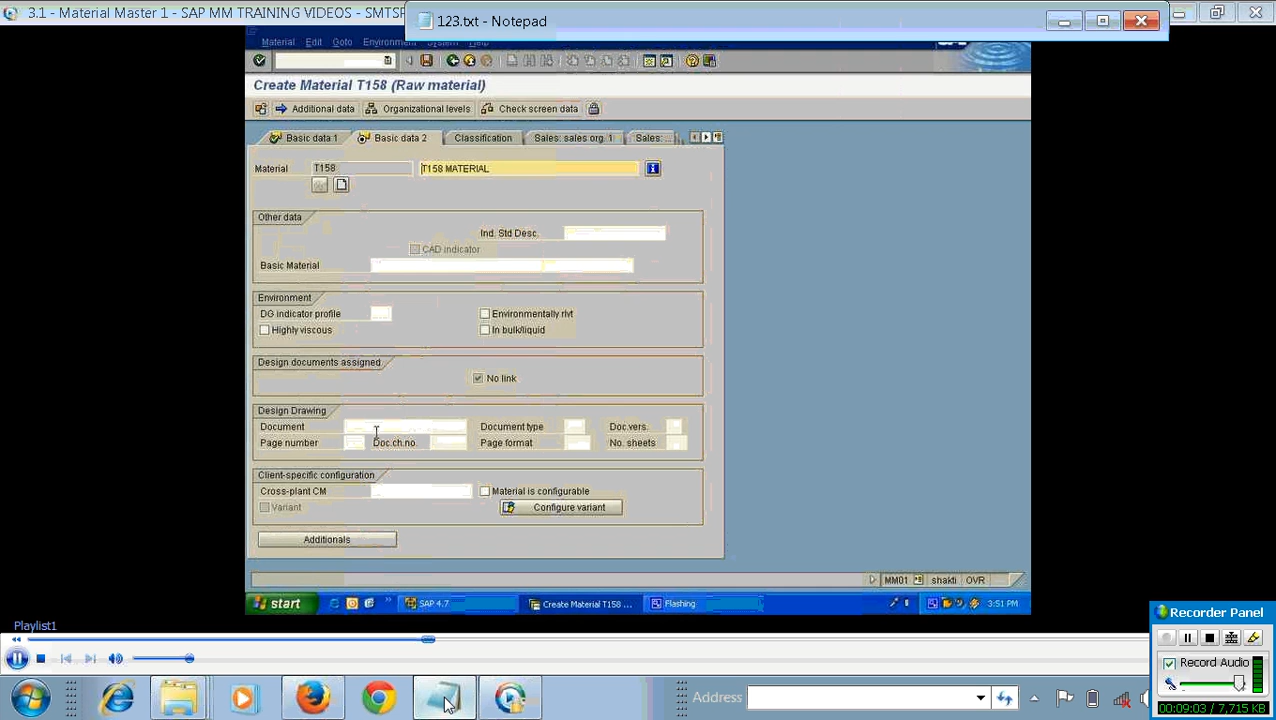 3.1 - Material Master 1 - SAP MM TRAINING VIDEOS - SMTSF
123.txt - Notepad
Material Edit Goto Environment System Help
Create Material T158 (Raw material)
Additional data Organizational levels Check screen data
Basic data 1 Basic data 2 Classification Sales: sales org. 1 Sales: ...
Material T158 T158 MATERIAL
Other data
Ind. Std Desc.
CAD indicator
Basic Material
Environment
DG indicator profile Environmentally rlvt
Highly viscous In bulk/liquid
Design documents assigned
No link
Design Drawing
Document Document type Doc.vers.
Page number Doc.ch.no. Page format No. sheets
Client-specific configuration
Cross-plant CM Material is configurable
Variant Configure variant
Additionals
MM01 shakti OVR
start SAP 4.7 Create Material T158 ... Flashing 3:51 PM
Playlist1
Recorder Panel
Record Audio
00:09:03 / 7,715 KB
Address